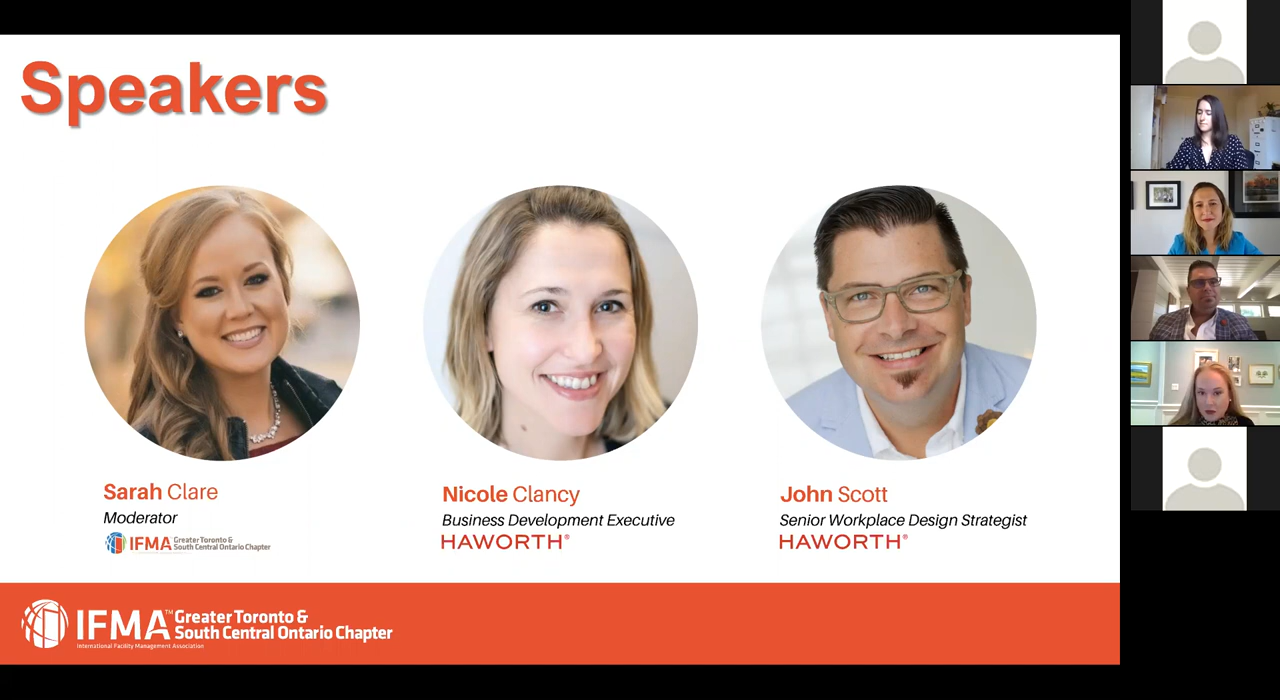 Speakers
Sarah Clare
Moderator
IFMA Greater Toronto &
South Central Ontario Chapter
Nicole Clancy
Business Development Executive
HAWORTH®
John Scott
Senior Workplace Design Strategist
HAWORTH®
IFMA™ Greater Toronto &
South Central Ontario Chapter
International Facility Management Association